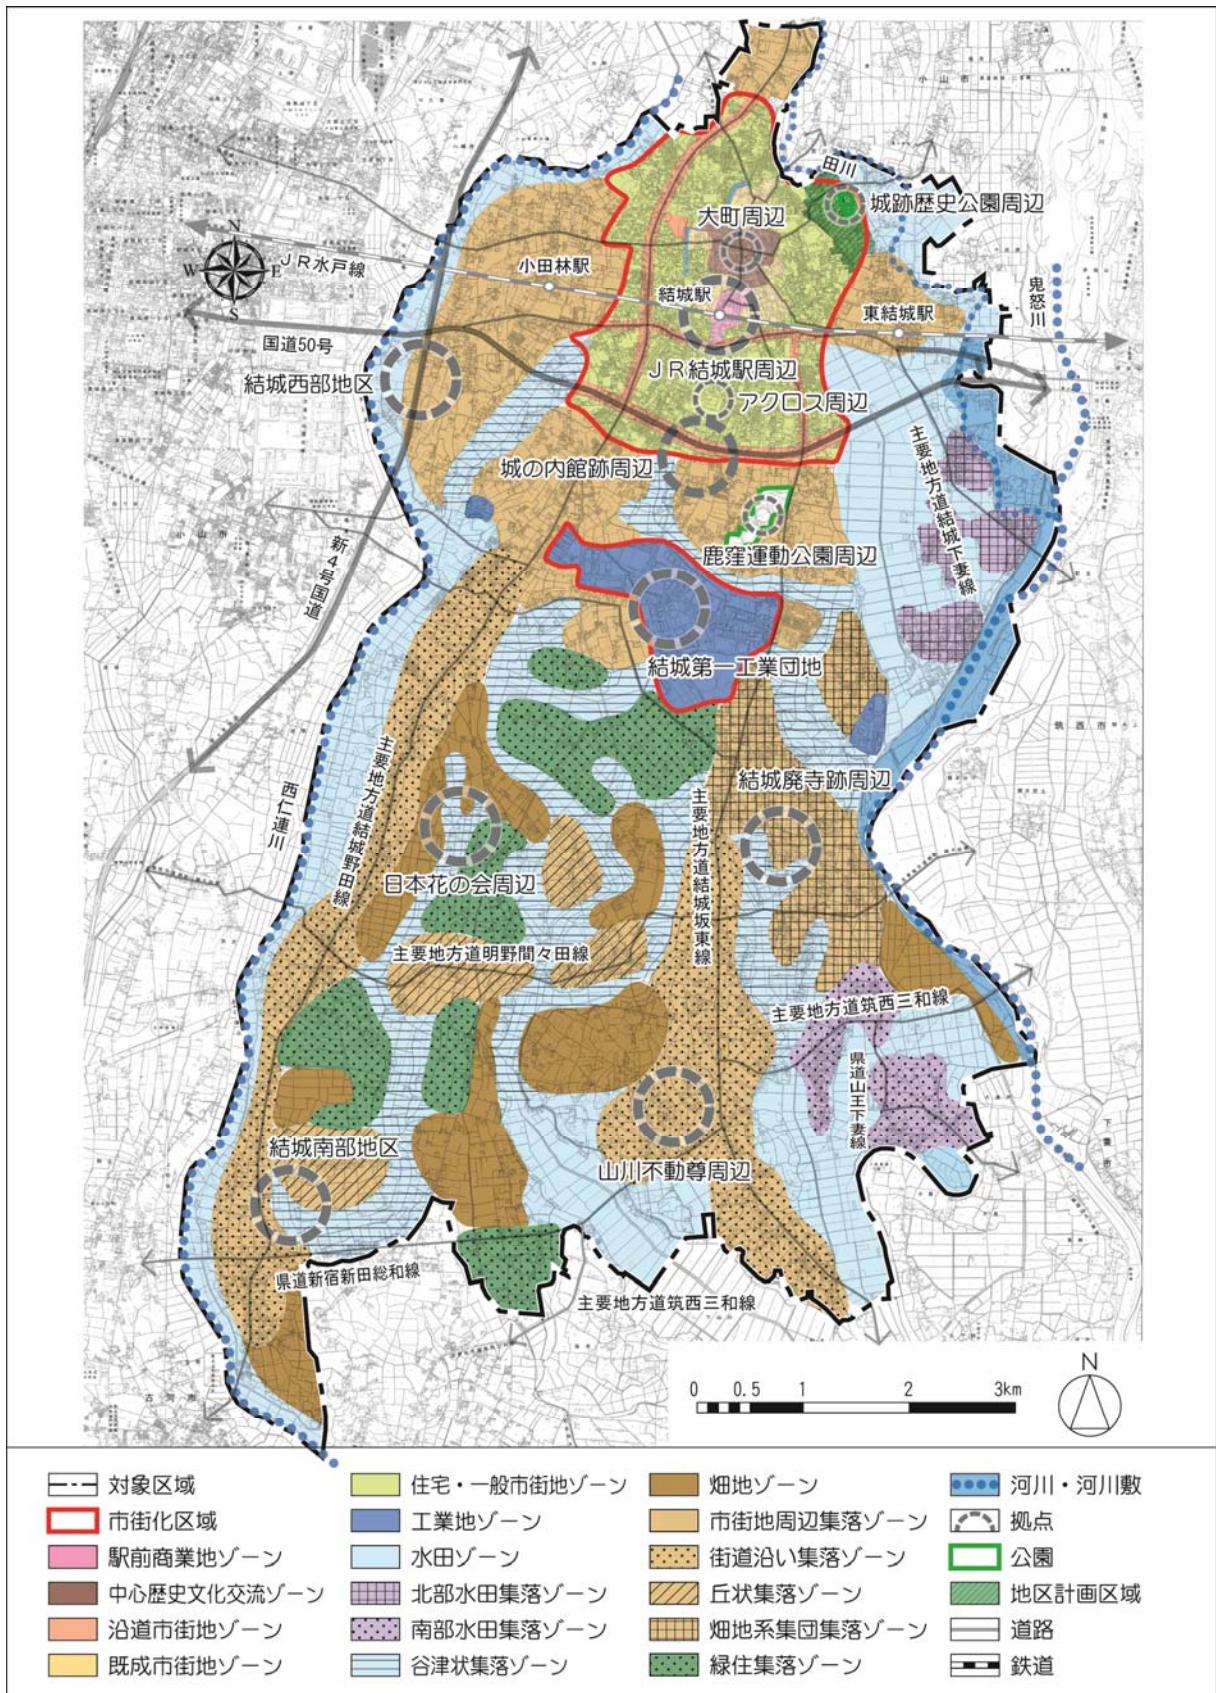 小山市
田川
城跡歴史公園周辺
大町周辺
N
W
E
S
JR水戸線
小田林駅
結城駅
東結城駅
鬼怒川
国道50号
結城西部地区
JR結城駅周辺
アクロス周辺
主要地方道結城下妻線
城の内館跡周辺
小山市
新4号国道
鹿窪運動公園周辺
結城第一工業団地
筑西市
結城廃寺跡周辺
主要地方道結城野田線
西仁連川
主要地方道結城坂東線
日本花の会周辺
主要地方道明野間々田線
主要地方道筑西三和線
県道山王下妻線
下妻市
結城南部地区
山川不動尊周辺
県道新宿新田総和線
主要地方道筑西三和線
古河市
0 0.5 1 2 3km
N
対象区域
市街化区域
駅前商業地ゾーン
中心歴史文化交流ゾーン
沿道市街地ゾーン
既成市街地ゾーン
住宅・一般市街地ゾーン
工業地ゾーン
水田ゾーン
北部水田集落ゾーン
南部水田集落ゾーン
谷津状集落ゾーン
畑地ゾーン
市街地周辺集落ゾーン
街道沿い集落ゾーン
丘状集落ゾーン
畑地系集団集落ゾーン
緑住集落ゾーン
河川・河川敷
拠点
公園
地区計画区域
道路
鉄道